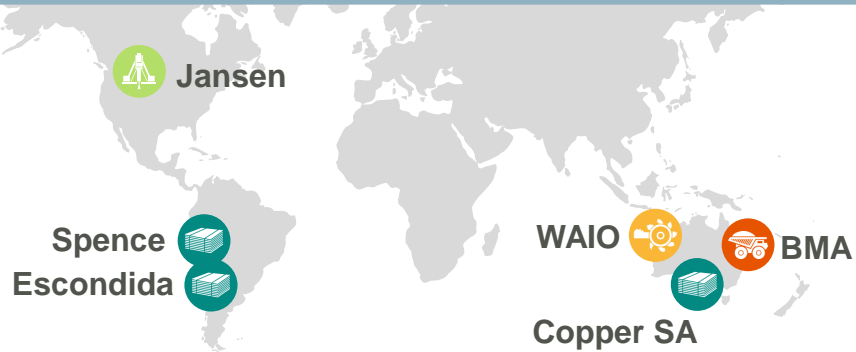 Jansen
Spence
Escondida
WAIO
BMA
Copper SA